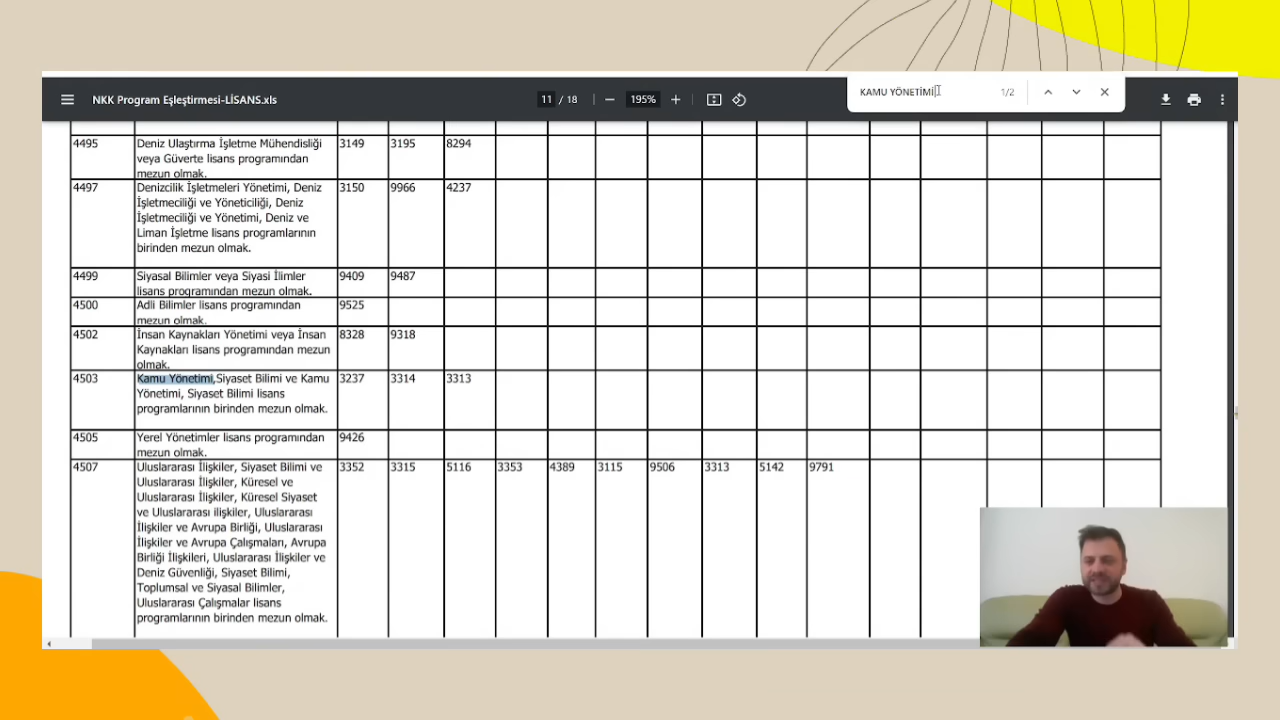 NKK Program Eşleştirmesi-LİSANS.xls
11 / 18
195%
KAMU YÖNETİMİ
1/2
4495 Deniz Ulaştırma İşletme Mühendisliği 3149 3195 8294
veya Güverte lisans programından
mezun olmak.
4497 Denizcilik İşletmeleri Yönetimi, Deniz 3150 9966 4237
İşletmeciliği ve Yöneticiliği, Deniz
İşletmeciliği ve Yönetimi, Deniz ve
Liman İşletme lisans programlarının
birinden mezun olmak.
4499 Siyasal Bilimler veya Siyasi İlimler 9409 9487
lisans programından mezun olmak.
4500 Adli Bilimler lisans programından 9525
mezun olmak.
4502 İnsan Kaynakları Yönetimi veya İnsan 8328 9318
Kaynakları lisans programından mezun
olmak.
4503 Kamu Yönetimi,Siyaset Bilimi ve Kamu 3237 3314 3313
Yönetimi, Siyaset Bilimi lisans
programlarının birinden mezun olmak.
4505 Yerel Yönetimler lisans programından 9426
mezun olmak.
4507 Uluslararası İlişkiler, Siyaset Bilimi ve 3352 3315 5116 3353 4389 3115 9506 3313 5142 9791
Uluslararası İlişkiler, Küresel ve
Uluslararası İlişkiler, Küresel Siyaset
ve Uluslararası ilişkiler, Uluslararası
İlişkiler ve Avrupa Birliği, Uluslararası
İlişkiler ve Avrupa Çalışmaları, Avrupa
Birliği İlişkileri, Uluslararası İlişkiler ve
Deniz Güvenliği, Siyaset Bilimi,
Toplumsal ve Siyasal Bilimler,
Uluslararası Çalışmalar lisans
programlarının birinden mezun olmak.